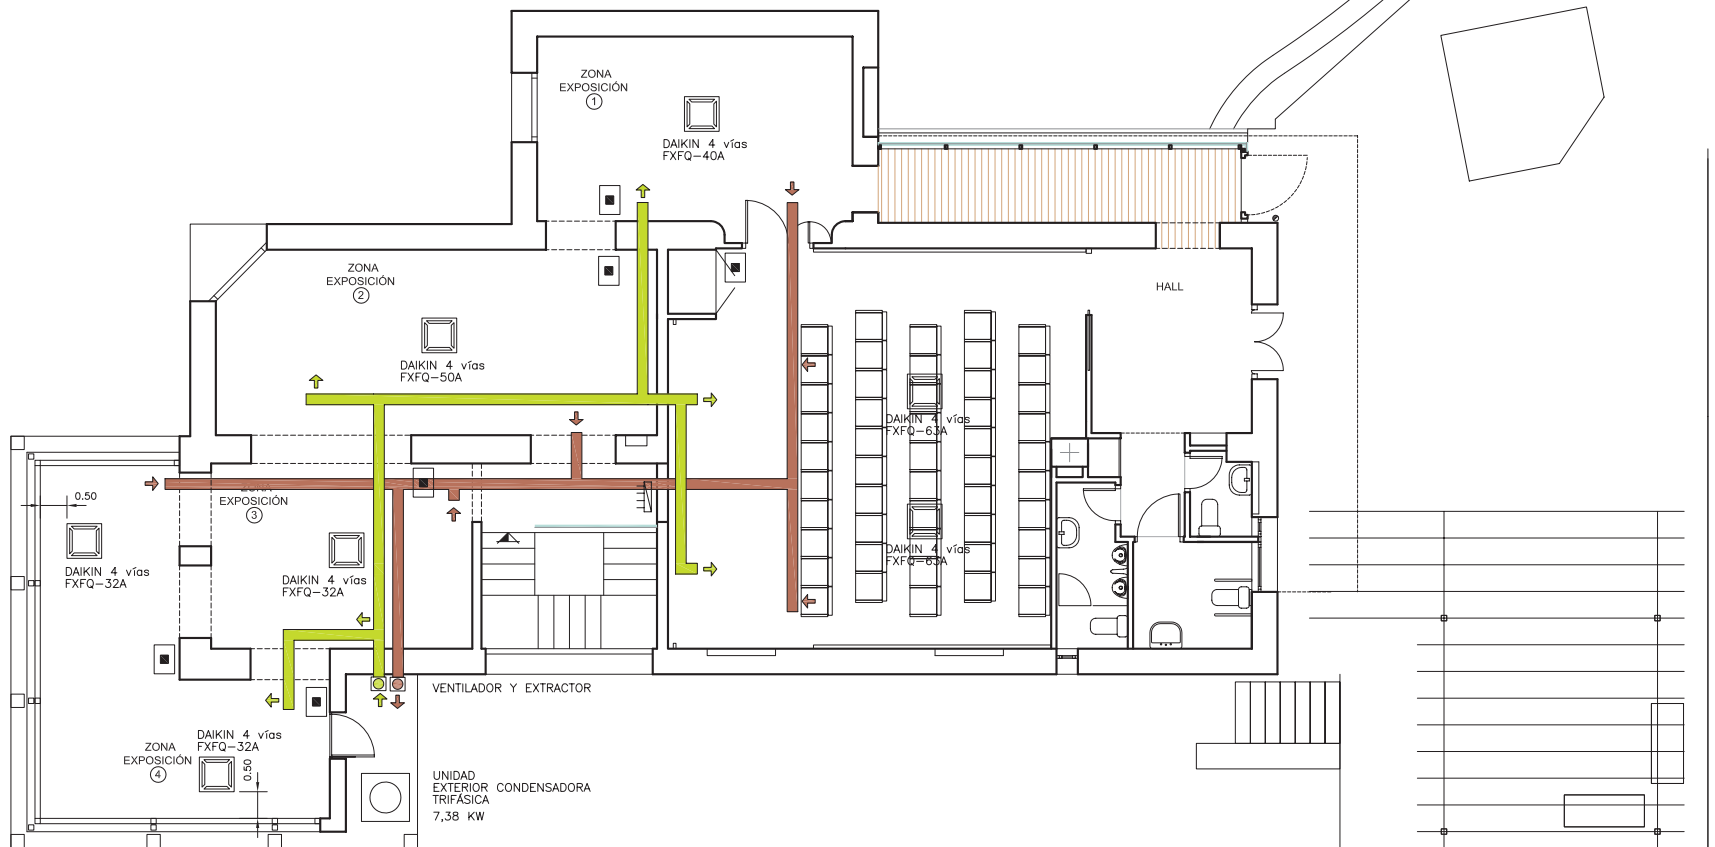 ZONA
EXPOSICIÓN
1
DAIKIN 4 vías
FXFQ-40A
ZONA
EXPOSICIÓN
2
HALL
DAIKIN 4 vías
FXFQ-50A
DAIKIN 4 vías
FXFQ-63A
0.50
ZONA
EXPOSICIÓN
3
DAIKIN 4 vías
FXFQ-32A
DAIKIN 4 vías
FXFQ-32A
DAIKIN 4 vías
FXFQ-63A
VENTILADOR Y EXTRACTOR
DAIKIN 4 vías
FXFQ-32A
ZONA
EXPOSICIÓN
4
0.50
UNIDAD
EXTERIOR CONDENSADORA
TRIFÁSICA
7,38 KW